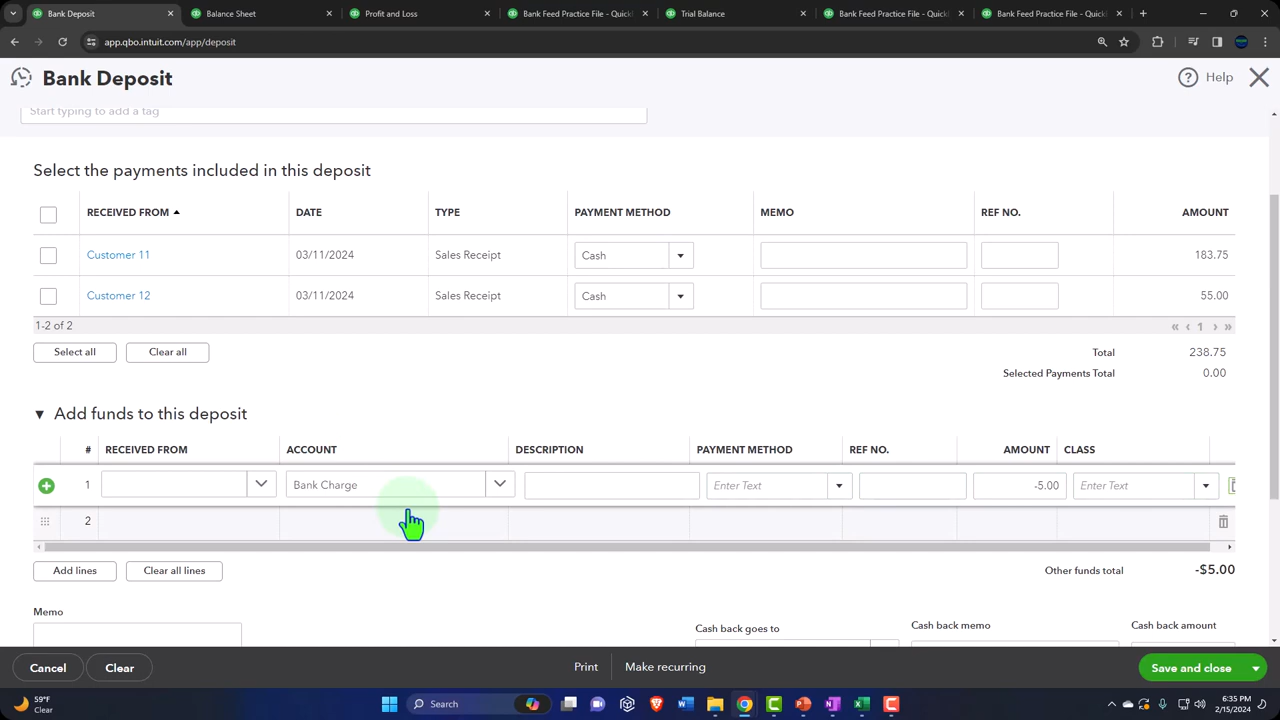 Bank Deposit
Balance Sheet
Profit and Loss
Bank Feed Practice File - Quickl
Trial Balance
Bank Feed Practice File - Quickl
Bank Feed Practice File - Quickl
app.qbo.intuit.com/app/deposit
Bank Deposit
Help
Start typing to add a tag
Select the payments included in this deposit
RECEIVED FROM DATE TYPE PAYMENT METHOD MEMO REF NO. AMOUNT
Customer 11 03/11/2024 Sales Receipt Cash 183.75
Customer 12 03/11/2024 Sales Receipt Cash 55.00
1-2 of 2
« ‹ 1 › »
Select all Clear all
Total 238.75
Selected Payments Total 0.00
Add funds to this deposit
# RECEIVED FROM ACCOUNT DESCRIPTION PAYMENT METHOD REF NO. AMOUNT CLASS
1 Bank Charge Enter Text -5.00 Enter Text
2
Add lines Clear all lines
Other funds total -$5.00
Memo
Cash back goes to Cash back memo Cash back amount
Cancel Clear Print Make recurring Save and close
59°F
Clear
Search
6:35 PM
2/15/2024